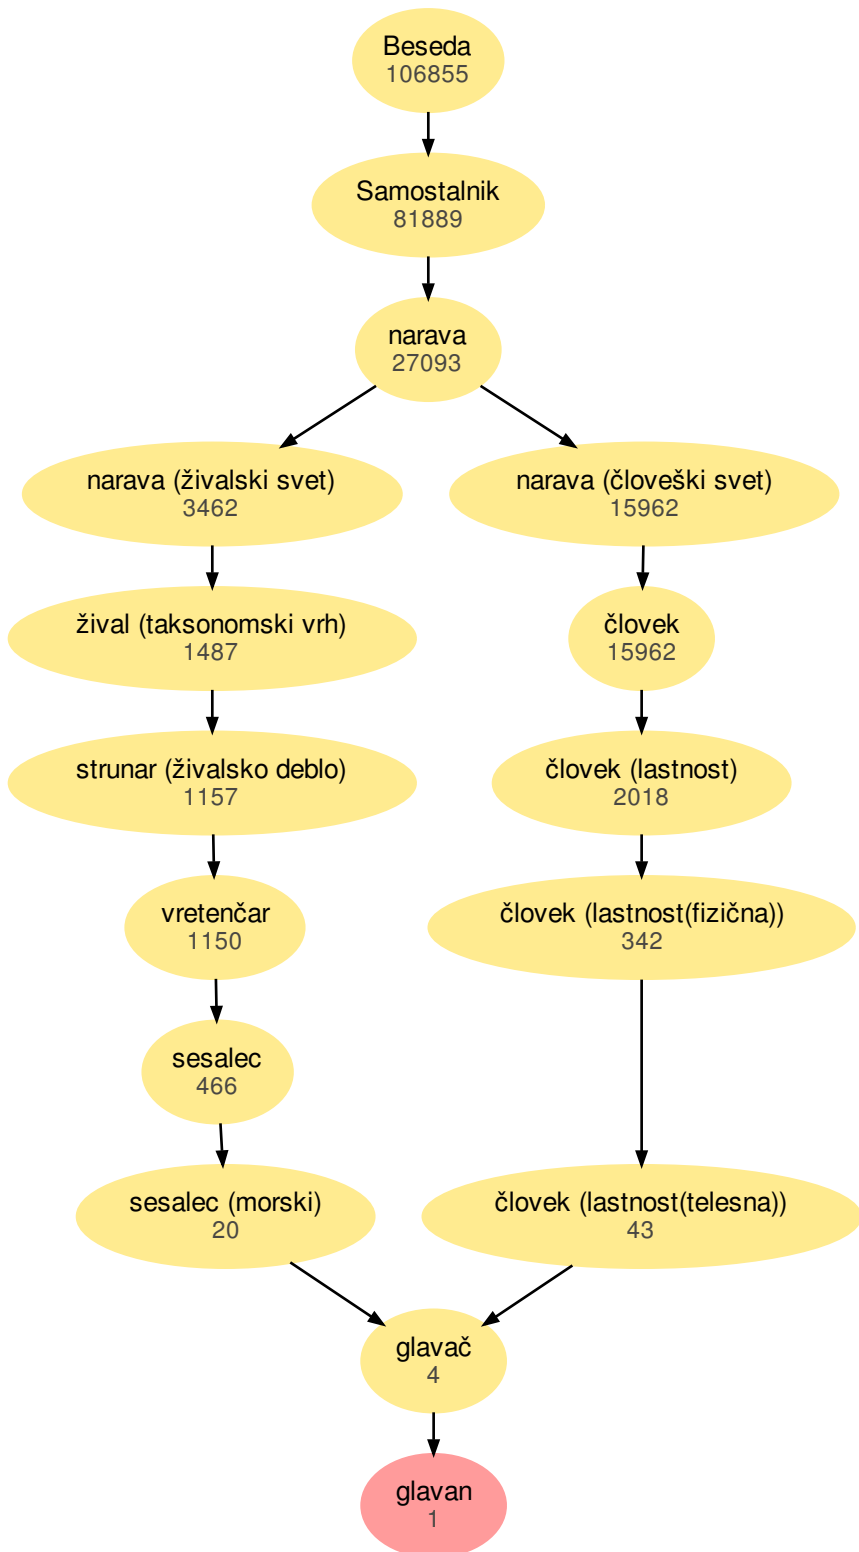 Beseda
106855
Samostalnik
81889
narava
27093
narava (živalski svet)
3462
narava (človeški svet)
15962
žival (taksonomski vrh)
1487
človek
15962
strunar (živalsko deblo)
1157
človek (lastnost)
2018
vretenčar
1150
človek (lastnost(fizična))
342
sesalec
466
sesalec (morski)
20
človek (lastnost(telesna))
43
glavač
4
glavan
1